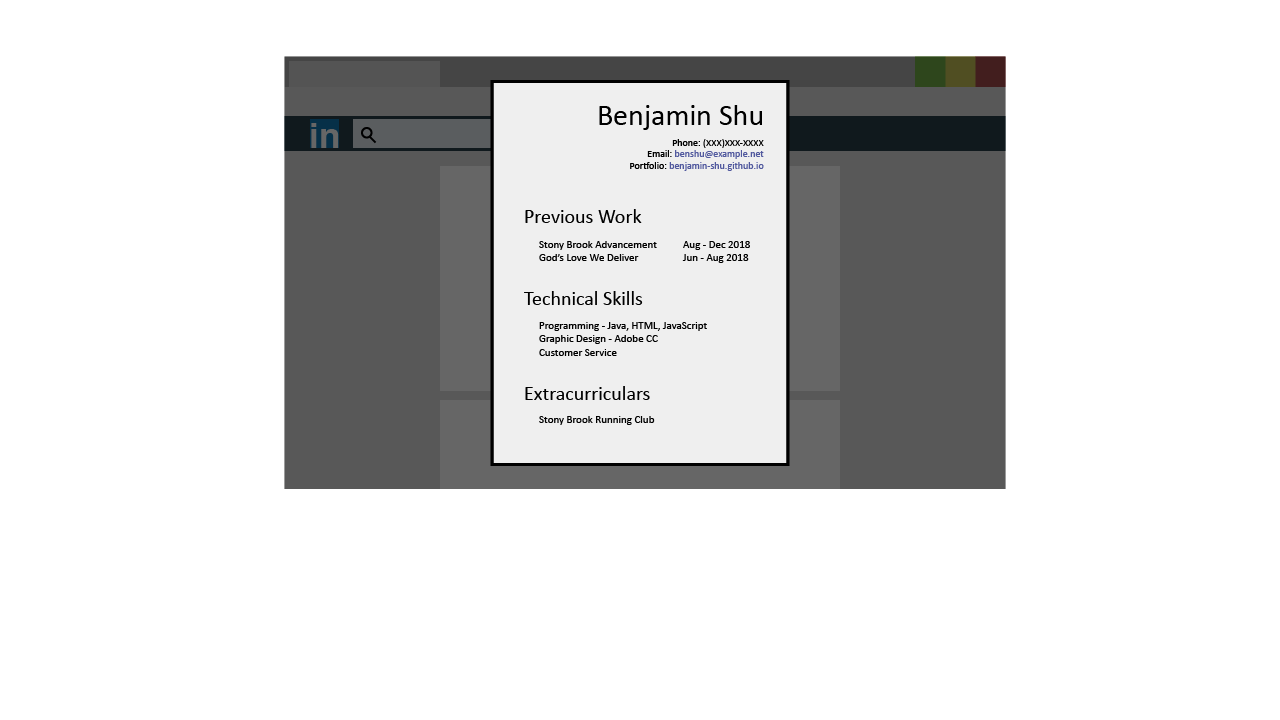 in
Benjamin Shu
Phone: (XXX)XXX-XXXX
Email: benshu@example.net
Portfolio: benjamin-shu.github.io
Previous Work
Stony Brook Advancement Aug - Dec 2018
God's Love We Deliver Jun - Aug 2018
Technical Skills
Programming - Java, HTML, JavaScript
Graphic Design - Adobe CC
Customer Service
Extracurriculars
Stony Brook Running Club